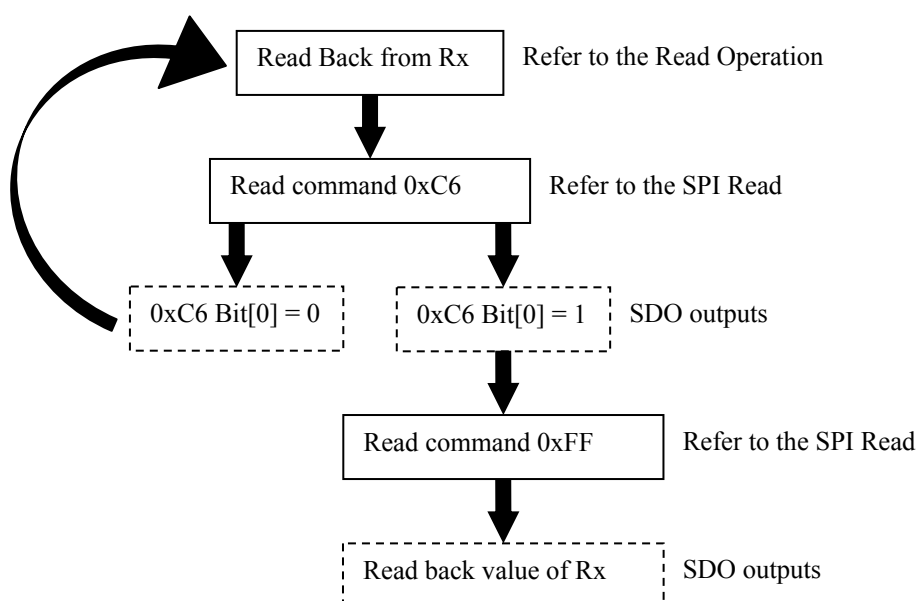 Read Back from Rx
Refer to the Read Operation
Read command 0xC6
Refer to the SPI Read
0xC6 Bit[0] = 0
0xC6 Bit[0] = 1
SDO outputs
Read command 0xFF
Refer to the SPI Read
Read back value of Rx
SDO outputs